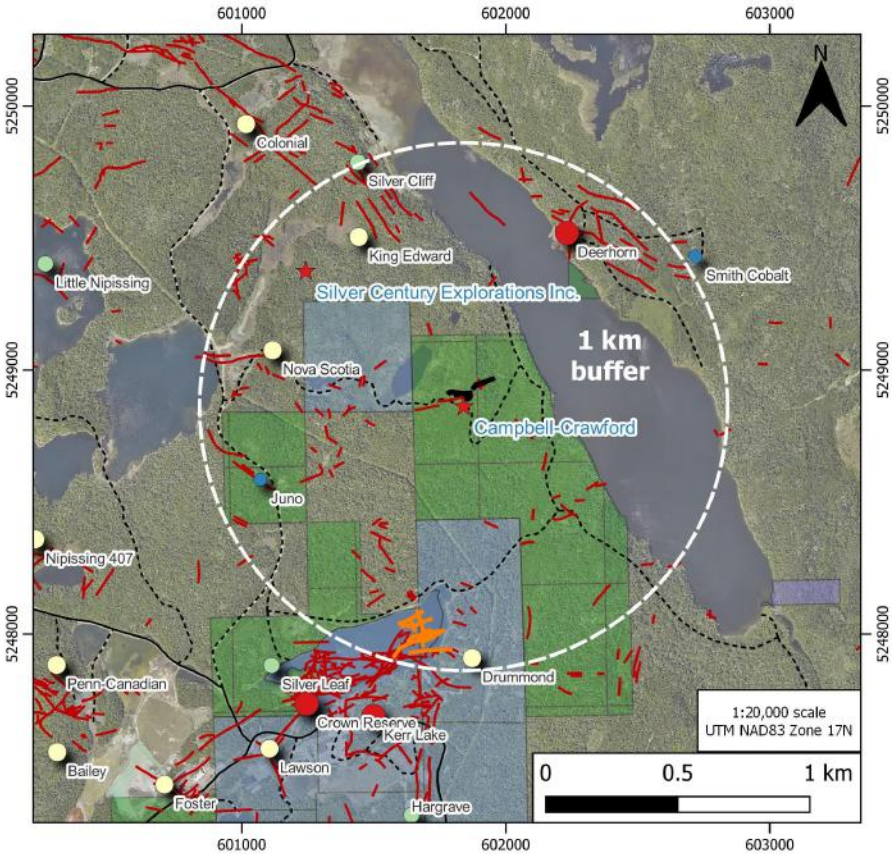 601000
602000
603000
5250000
5250000
N
Colonial
Silver Cliff
King Edward
Deerhorn
Smith Cobalt
Little Nipissing
Silver Century Explorations Inc.
1 km
buffer
5249000
5249000
Nova Scotia
Campbell-Crawford
Juno
Nipissing 407
5248000
5248000
Penn-Canadian
Silver Leaf
Drummond
Crown Reserve
Kerr Lake
1:20,000 scale
UTM NAD83 Zone 17N
Bailey
Lawson
Foster
Hargrave
0
0.5
1 km
601000
602000
603000